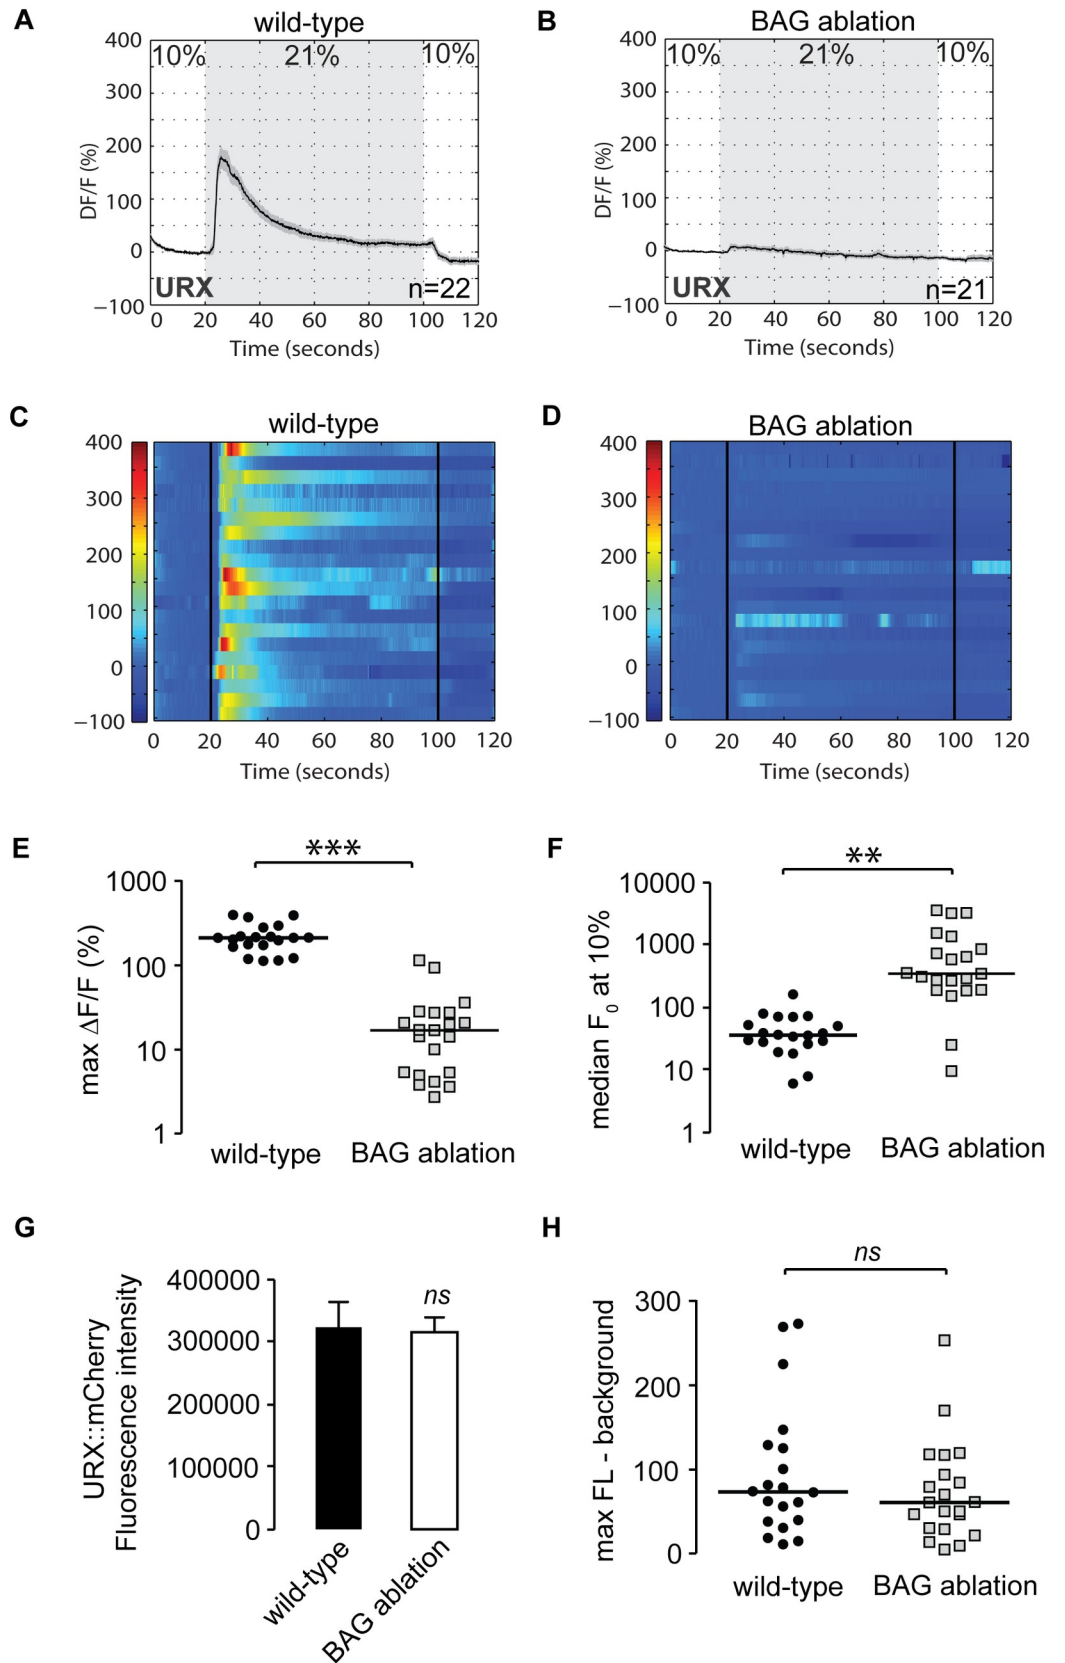 A
wild-type
400
300
200
100
0
−100
DF/F (%)
10%
21%
10%
URX
n=22
0 20 40 60 80 100 120
Time (seconds)
B
BAG ablation
400
300
200
100
0
−100
DF/F (%)
10%
21%
10%
URX
n=21
0 20 40 60 80 100 120
Time (seconds)
C
wild-type
400
300
200
100
0
−100
0 20 40 60 80 100 120
Time (seconds)
D
BAG ablation
400
300
200
100
0
−100
0 20 40 60 80 100 120
Time (seconds)
E
***
1000
100
10
1
max ΔF/F (%)
wild-type
BAG ablation
F
**
10000
1000
100
10
1
median F0 at 10%
wild-type
BAG ablation
G
400000
300000
200000
100000
0
URX::mCherry
Fluorescence intensity
ns
wild-type
BAG ablation
H
ns
300
200
100
0
max FL - background
wild-type
BAG ablation